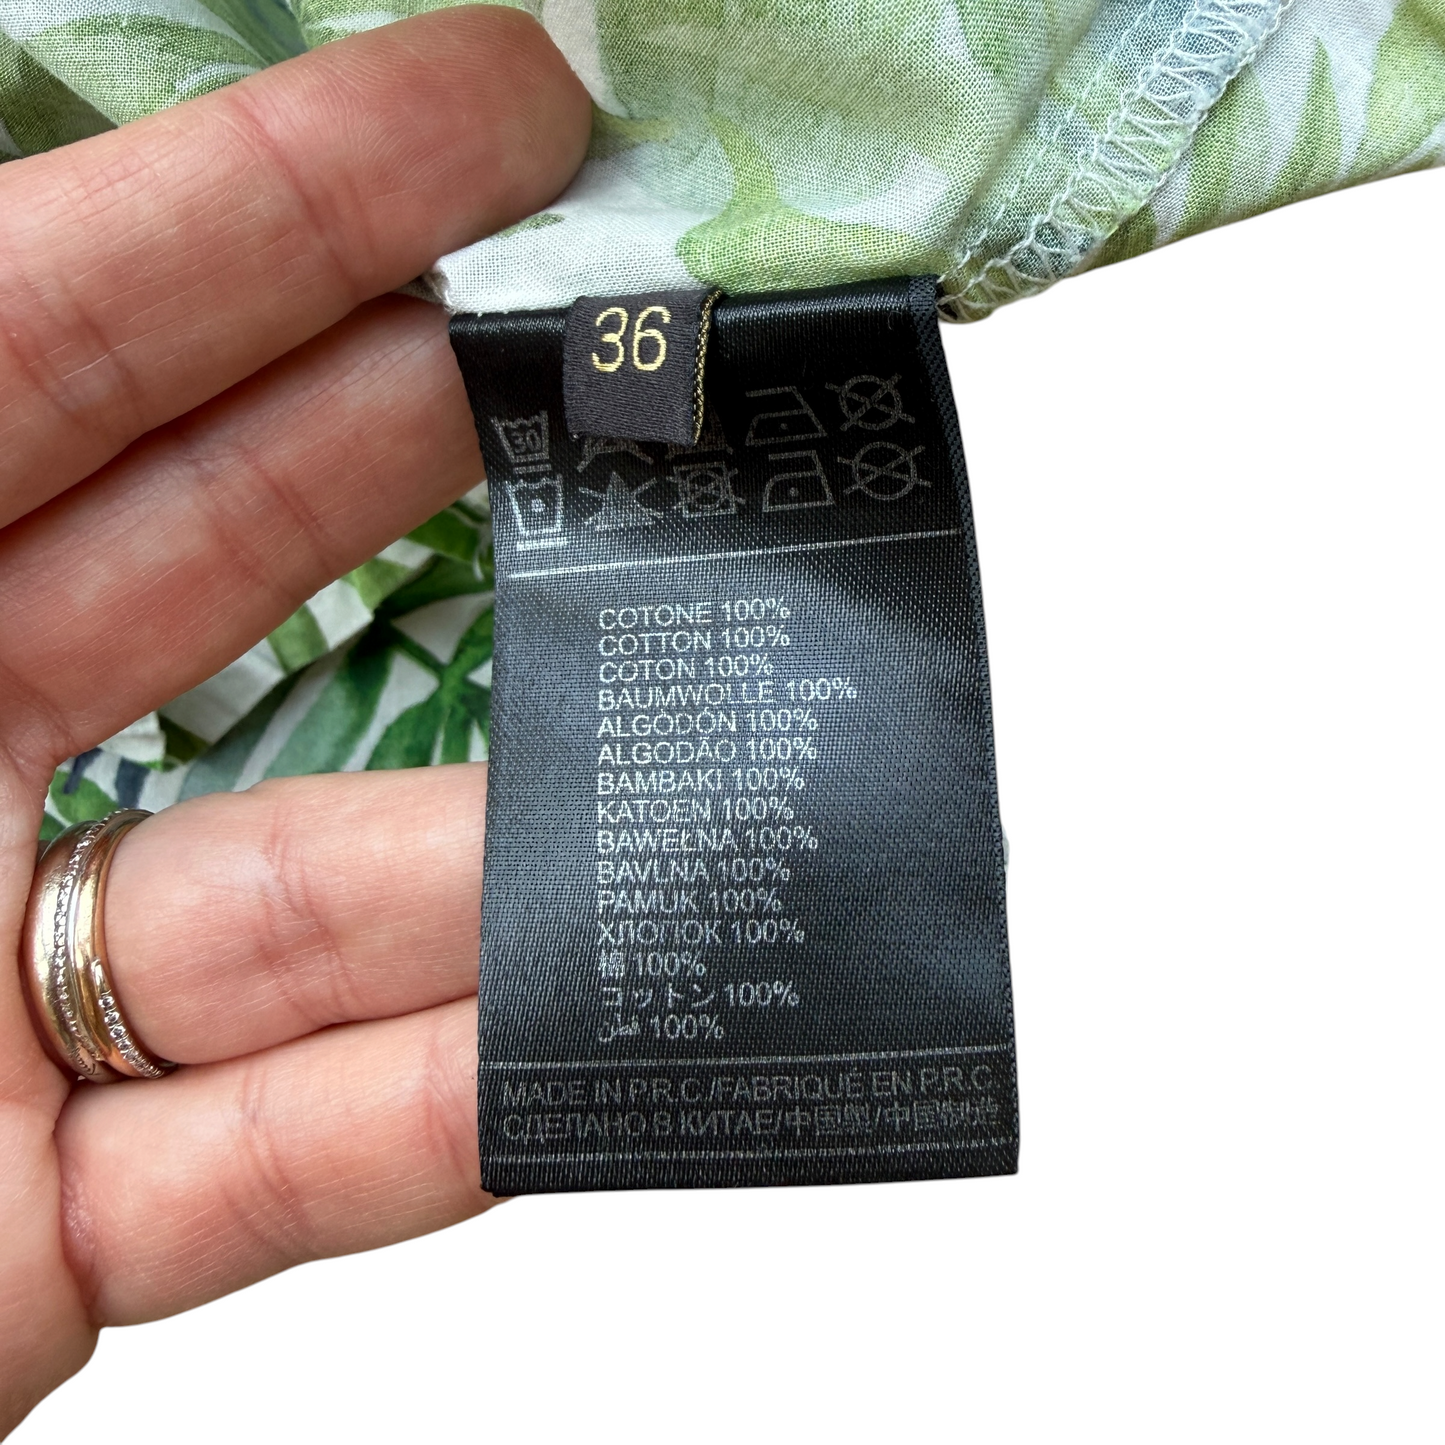 36
30
COTONE 100%
COTTON 100%
COTON 100%
BAUMWOLLE 100%
ALGODÓN 100%
ALGODÃO 100%
BAMBAKI 100%
KATOEN 100%
BAWEŁNA 100%
BAVLNA 100%
PAMUK 100%
ХЛОПОК 100%
棉 100%
コットン 100%
قطن 100%
MADE IN P.R.C./FABRIQUÉ EN P.R.C.
СДЕЛАНО В КИТАЕ/中国製/中国制造